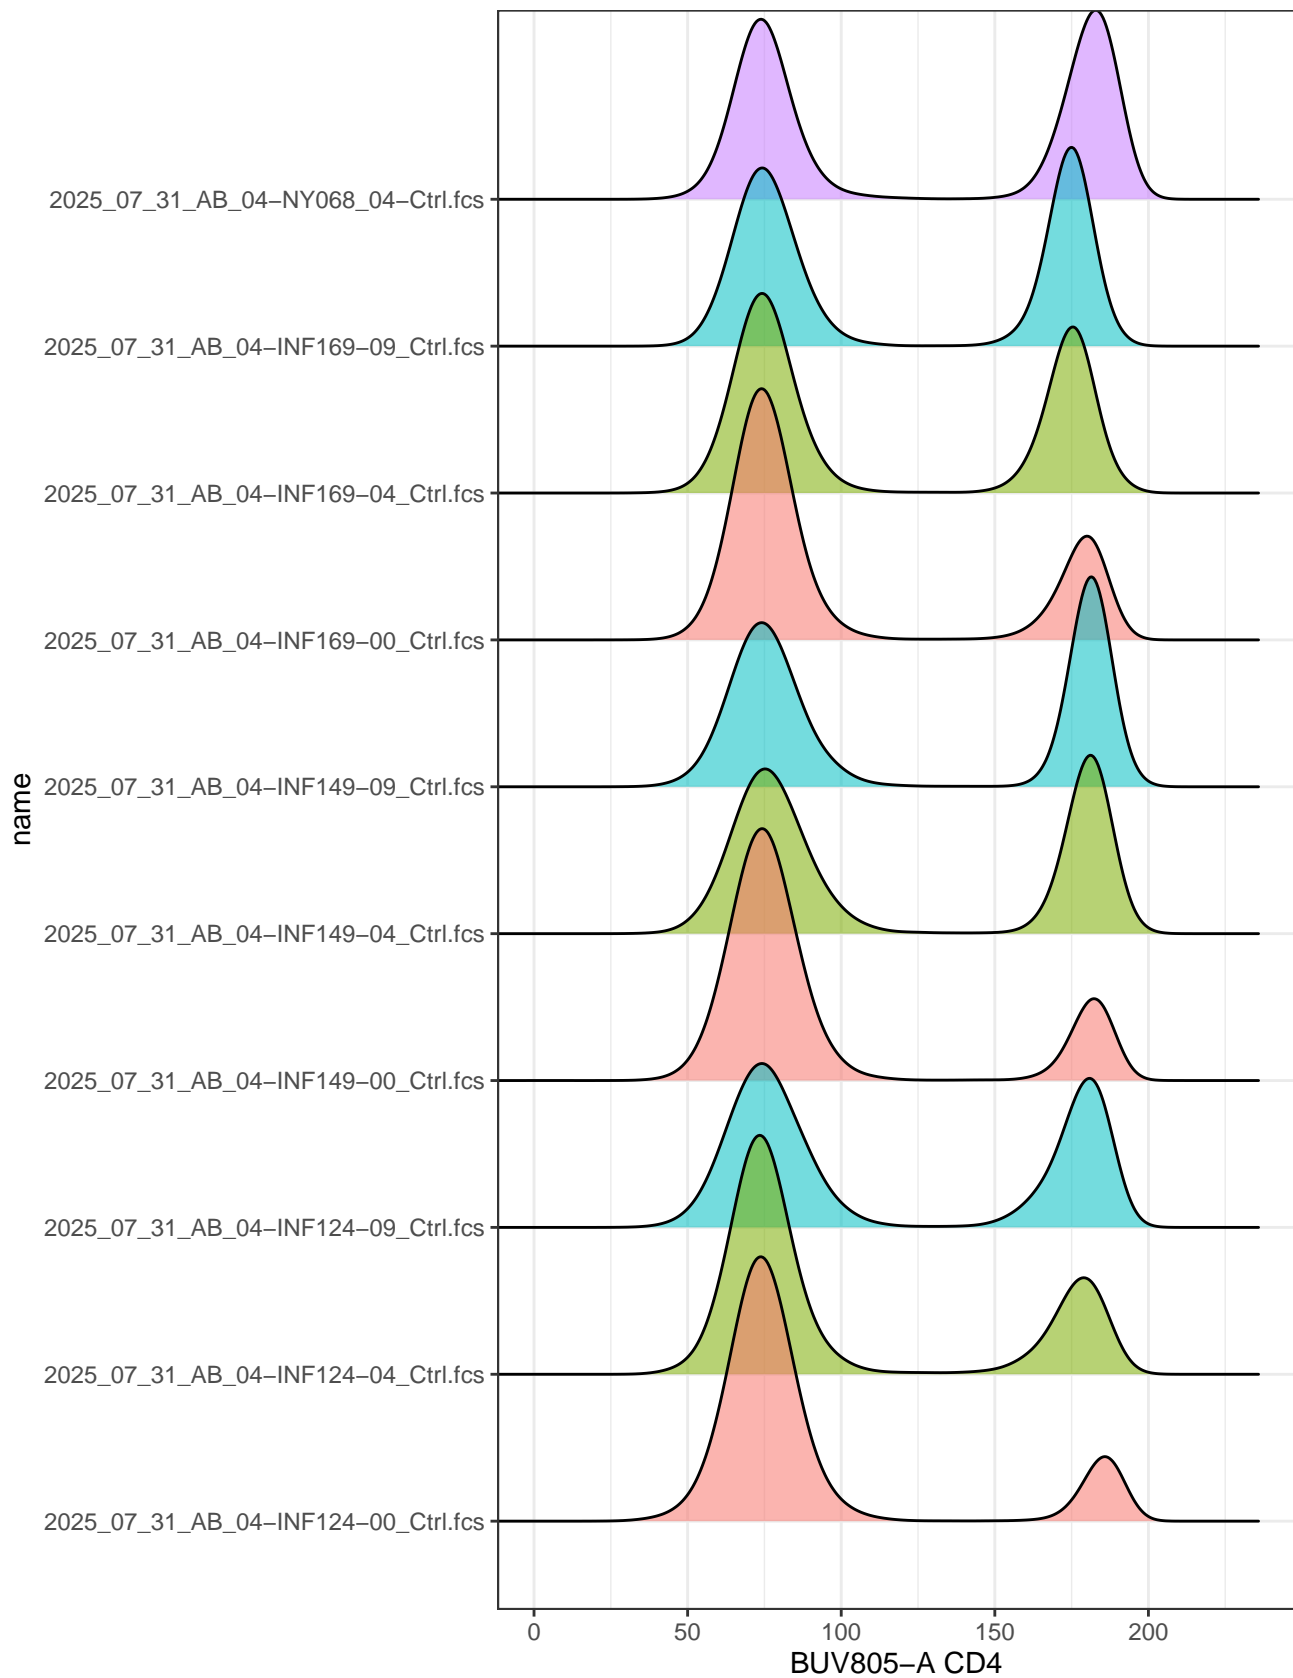 2025_07_31_AB_04−NY068_04−Ctrl.fcs
2025_07_31_AB_04−INF169−09_Ctrl.fcs
2025_07_31_AB_04−INF169−04_Ctrl.fcs
2025_07_31_AB_04−INF169−00_Ctrl.fcs
2025_07_31_AB_04−INF149−09_Ctrl.fcs
2025_07_31_AB_04−INF149−04_Ctrl.fcs
2025_07_31_AB_04−INF149−00_Ctrl.fcs
2025_07_31_AB_04−INF124−09_Ctrl.fcs
2025_07_31_AB_04−INF124−04_Ctrl.fcs
2025_07_31_AB_04−INF124−00_Ctrl.fcs
name
0 50 100 150 200
BUV805−A CD4